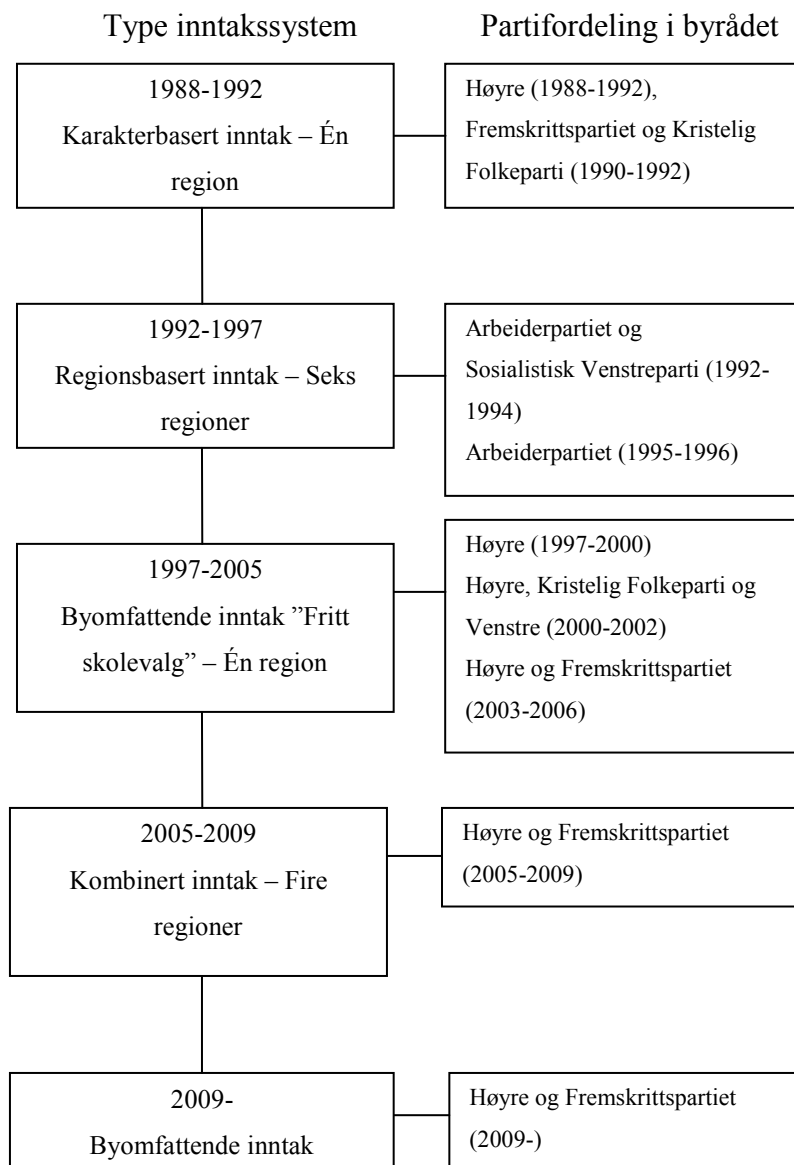 Type inntakssystem
Partifordeling i byrådet
1988-1992
Karakterbasert inntak – Én
region
Høyre (1988-1992),
Fremskrittspartiet og Kristelig
Folkeparti (1990-1992)
1992-1997
Regionsbasert inntak – Seks
regioner
Arbeiderpartiet og
Sosialistisk Venstreparti (1992-
1994)
Arbeiderpartiet (1995-1996)
1997-2005
Byomfattende inntak ”Fritt
skolevalg” – Én region
Høyre (1997-2000)
Høyre, Kristelig Folkeparti og
Venstre (2000-2002)
Høyre og Fremskrittspartiet
(2003-2006)
2005-2009
Kombinert inntak – Fire
regioner
Høyre og Fremskrittspartiet
(2005-2009)
2009-
Byomfattende inntak
Høyre og Fremskrittspartiet
(2009-)